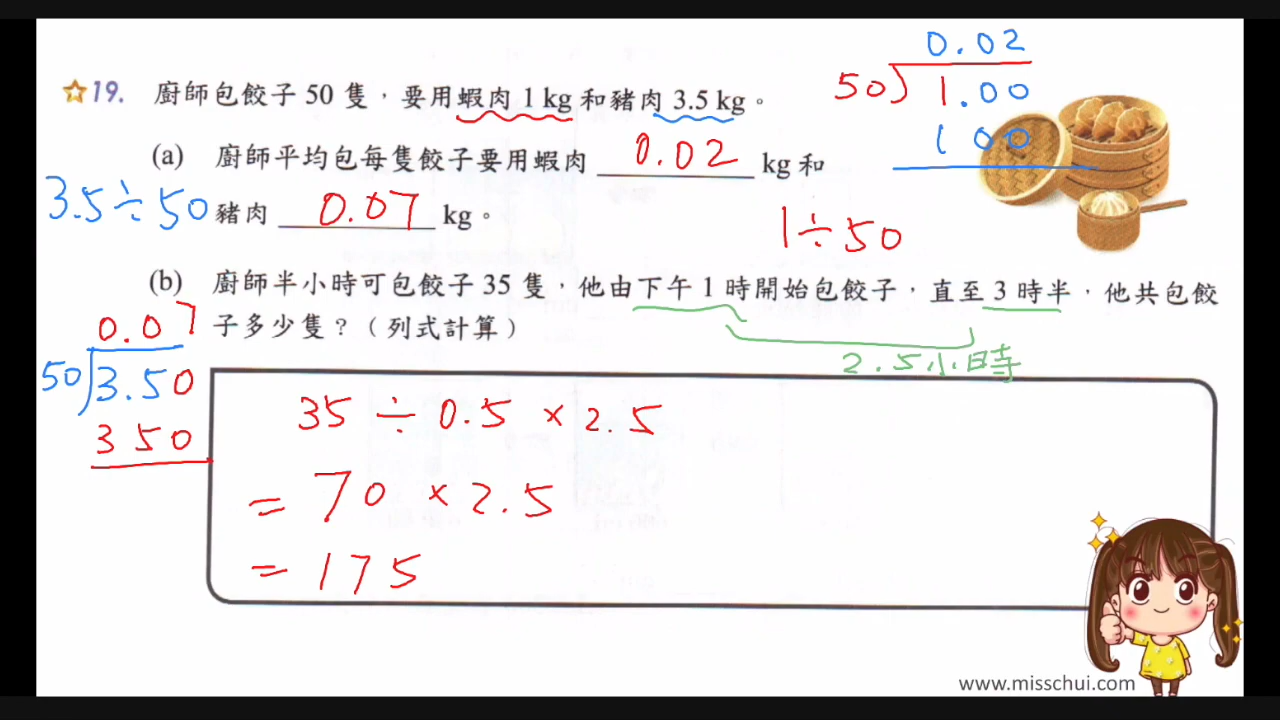 0.02
☆19. 廚師包餃子 50 隻，要用蝦肉 1 kg 和豬肉 3.5 kg。
50 1.00
100
(a) 廚師平均包每隻餃子要用蝦肉 0.02 kg 和
3.5÷50 豬肉 0.07 kg。
1÷50
(b) 廚師半小時可包餃子 35 隻，他由下午 1 時開始包餃子，直至 3 時半，他共包餃
子多少隻？（列式計算）
2.5小時
0.07
50 3.50
350
35 ÷ 0.5 × 2.5
= 70 × 2.5
= 175
www.misschui.com